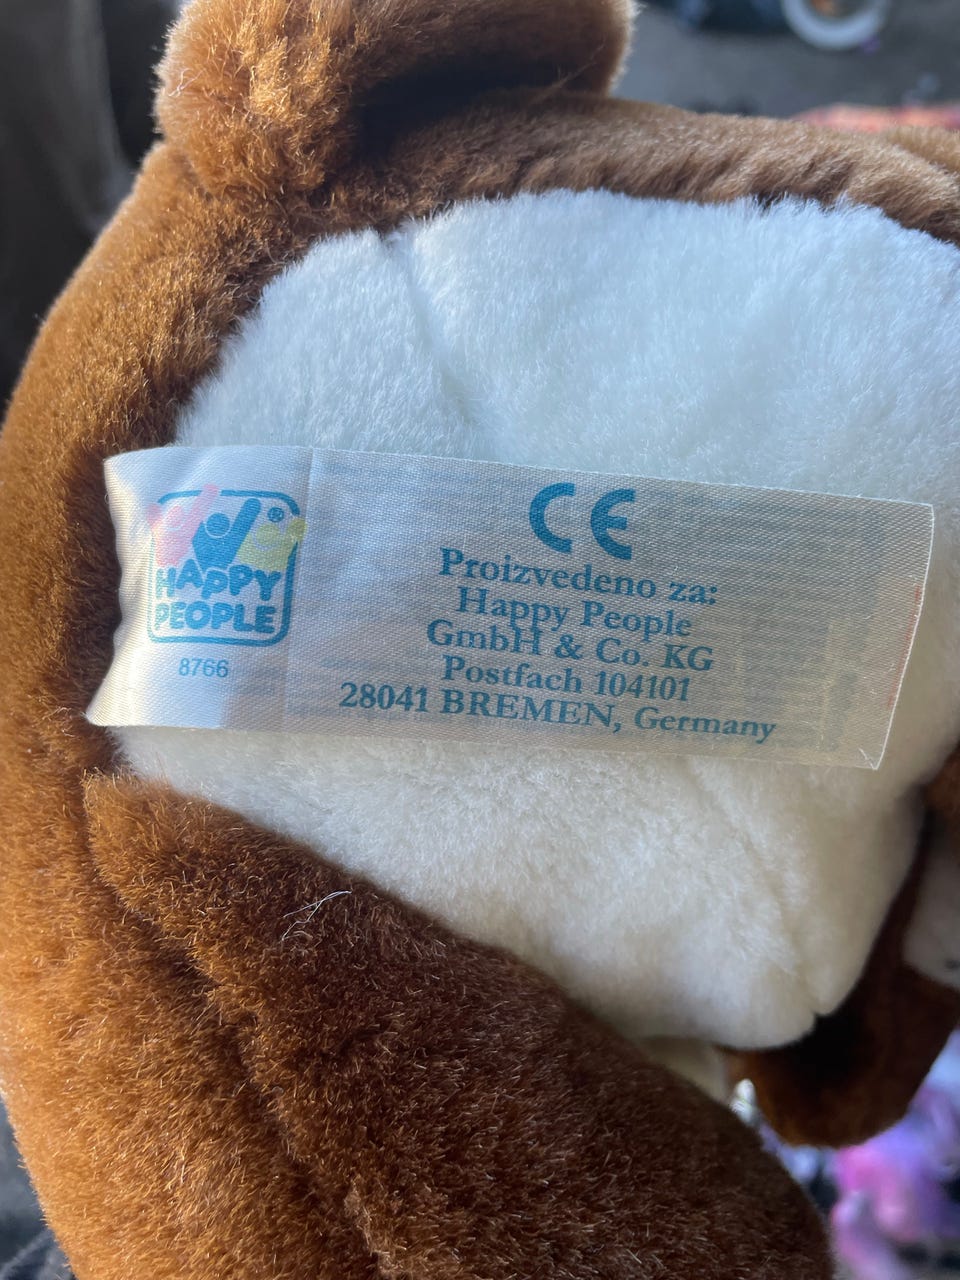 HAPPY
PEOPLE
8766
CE
Proizvedeno za:
Happy People
GmbH & Co. KG
Postfach 104101
28041 BREMEN, Germany